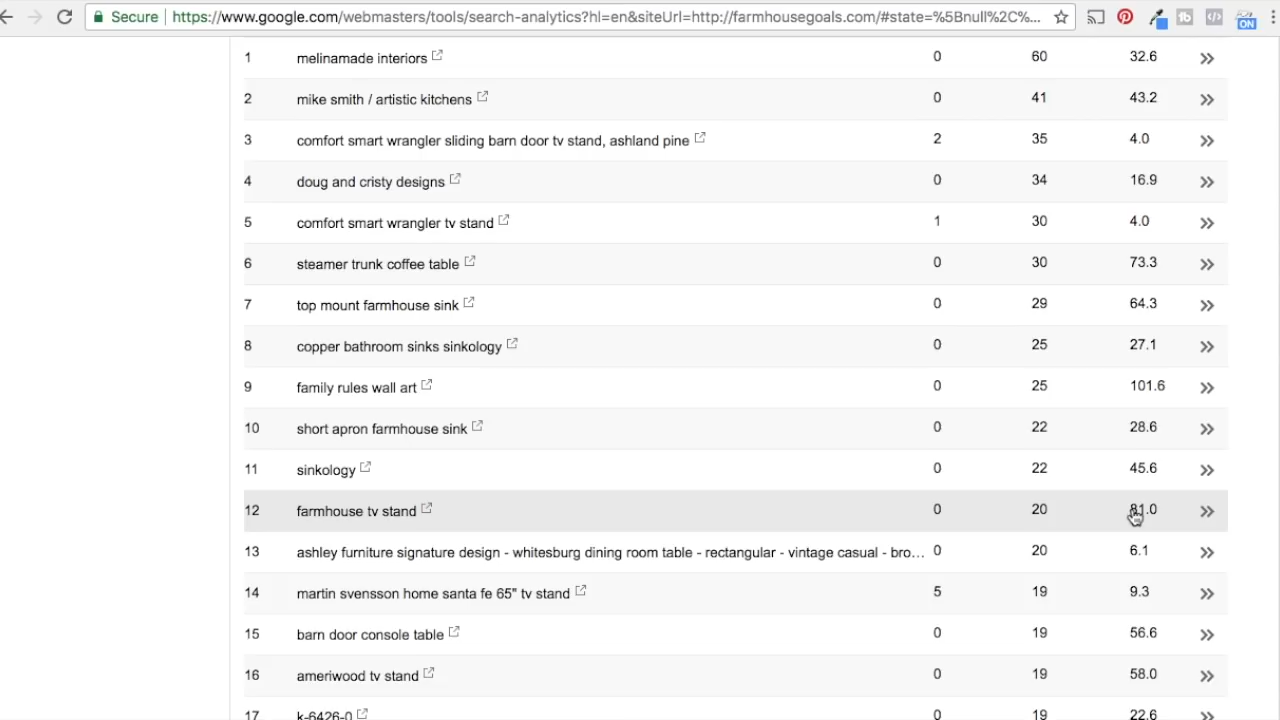 Secure https://www.google.com/webmasters/tools/search-analytics?hl=en&siteUrl=http://farmhousegoals.com/#state=%5Bnull%2C%... ON
1 melinamade interiors 0 60 32.6
2 mike smith / artistic kitchens 0 41 43.2
3 comfort smart wrangler sliding barn door tv stand, ashland pine 2 35 4.0
4 doug and cristy designs 0 34 16.9
5 comfort smart wrangler tv stand 1 30 4.0
6 steamer trunk coffee table 0 30 73.3
7 top mount farmhouse sink 0 29 64.3
8 copper bathroom sinks sinkology 0 25 27.1
9 family rules wall art 0 25 101.6
10 short apron farmhouse sink 0 22 28.6
11 sinkology 0 22 45.6
12 farmhouse tv stand 0 20 81.0
13 ashley furniture signature design - whitesburg dining room table - rectangular - vintage casual - bro... 0 20 6.1
14 martin svensson home santa fe 65" tv stand 5 19 9.3
15 barn door console table 0 19 56.6
16 ameriwood tv stand 0 19 58.0
17 k-6426-0 0 19 22.6